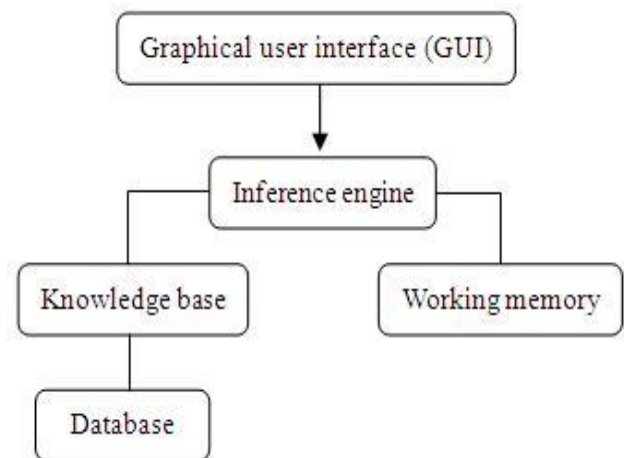 Graphical user interface (GUI)
Inference engine
Knowledge base
Working memory
Database